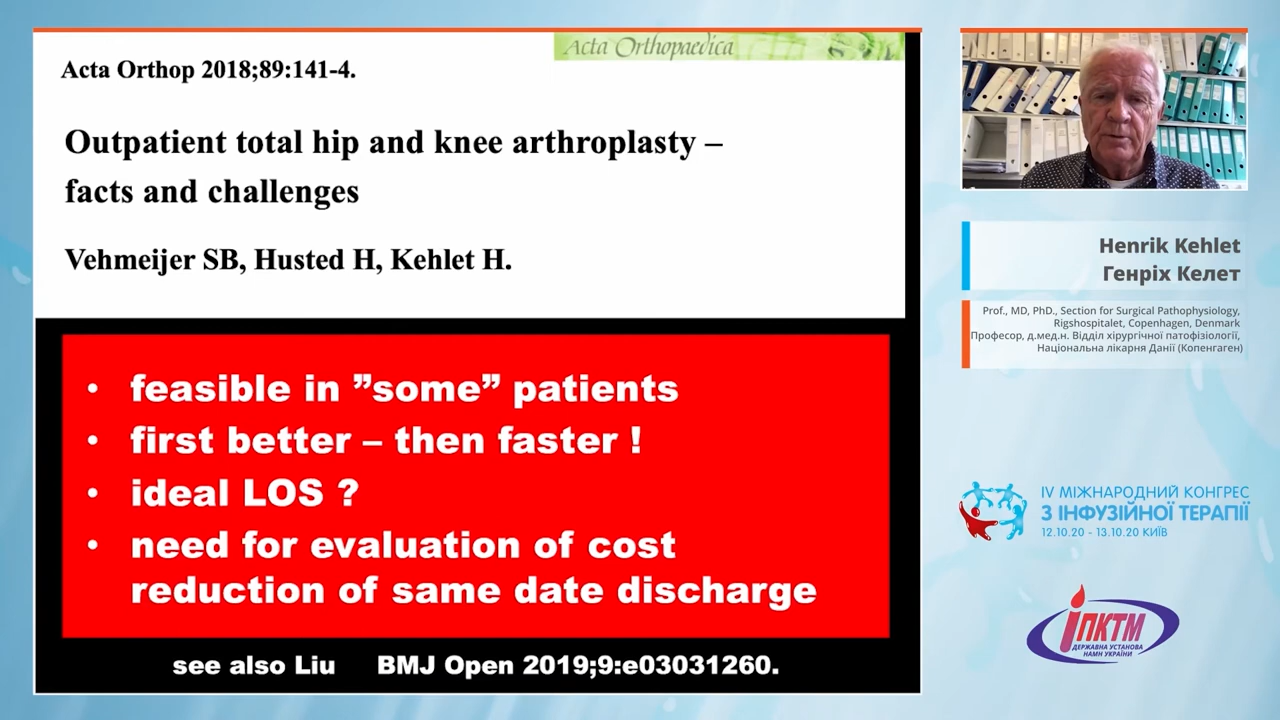 Acta Orthopaedica
Acta Orthop 2018;89:141-4.
Outpatient total hip and knee arthroplasty –
facts and challenges
Vehmeijer SB, Husted H, Kehlet H.
• feasible in ”some” patients
• first better – then faster !
• ideal LOS ?
• need for evaluation of cost
reduction of same date discharge
see also Liu BMJ Open 2019;9:e03031260.
Henrik Kehlet
Генріх Келет
Prof., MD, PhD., Section for Surgical Pathophysiology,
Rigshospitalet, Copenhagen, Denmark
Професор, д.мед.н. Відділ хірургічної патофізіології,
Національна лікарня Данії (Копенгаген)
IV МІЖНАРОДНИЙ КОНГРЕС
З ІНФУЗІЙНОЇ ТЕРАПІЇ
12.10.20 - 13.10.20 КИЇВ
ІПКТМ
ДЕРЖАВНА УСТАНОВА
НАМН УКРАЇНИ